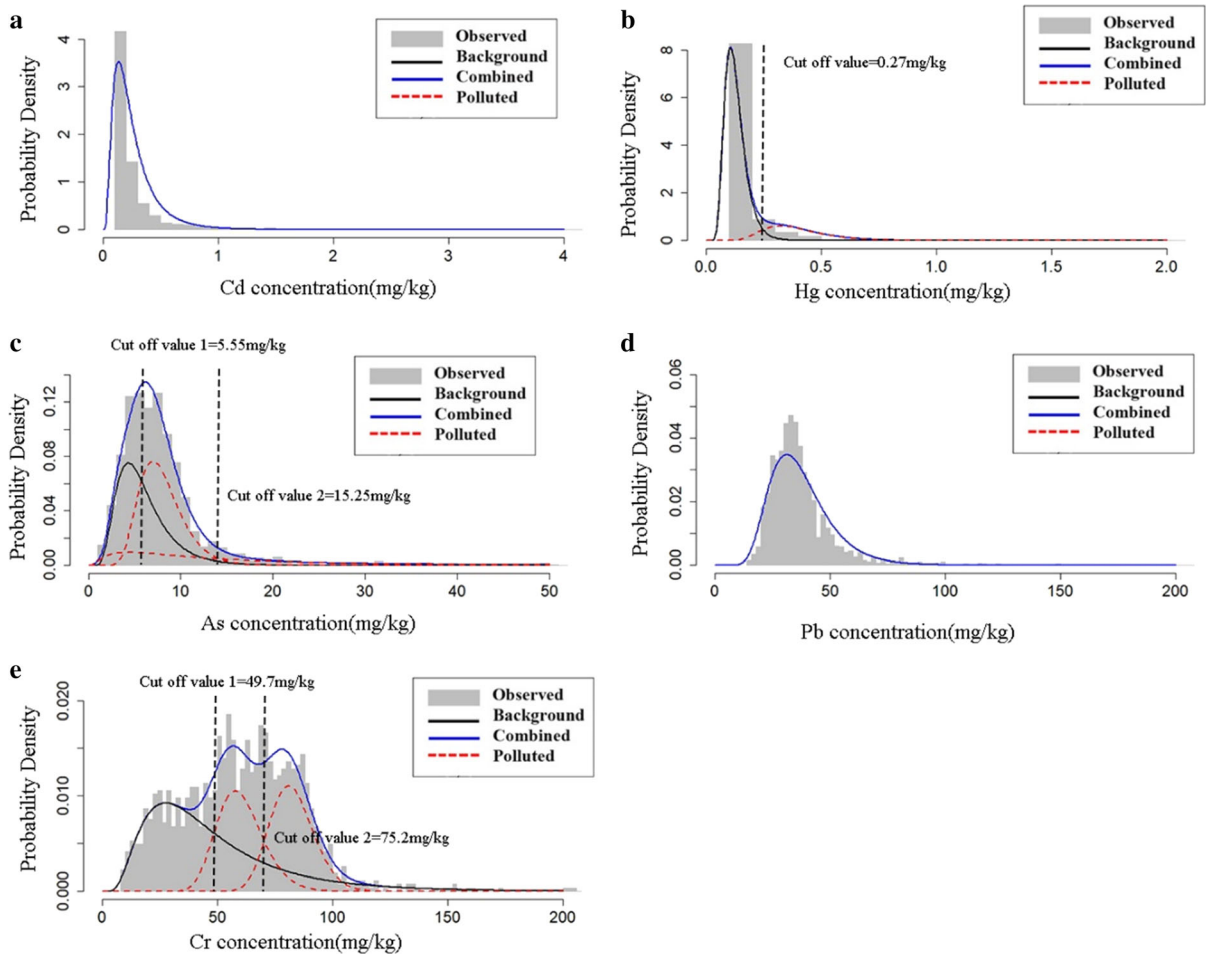 a
Probability Density
0 1 2 3 4
0 1 2 3 4
Cd concentration(mg/kg)
Observed
Background
Combined
Polluted
b
Probability Density
0 2 4 6 8
0.0 0.5 1.0 1.5 2.0
Hg concentration(mg/kg)
Cut off value=0.27mg/kg
Observed
Background
Combined
Polluted
c
Cut off value 1=5.55mg/kg
Probability Density
0.00 0.04 0.08 0.12
0 10 20 30 40 50
As concentration(mg/kg)
Cut off value 2=15.25mg/kg
Observed
Background
Combined
Polluted
d
Probability Density
0.00 0.02 0.04 0.06
0 50 100 150 200
Pb concentration(mg/kg)
Observed
Background
Combined
Polluted
e
Cut off value 1=49.7mg/kg
Probability Density
0.000 0.010 0.020
0 50 100 150 200
Cr concentration(mg/kg)
Cut off value 2=75.2mg/kg
Observed
Background
Combined
Polluted